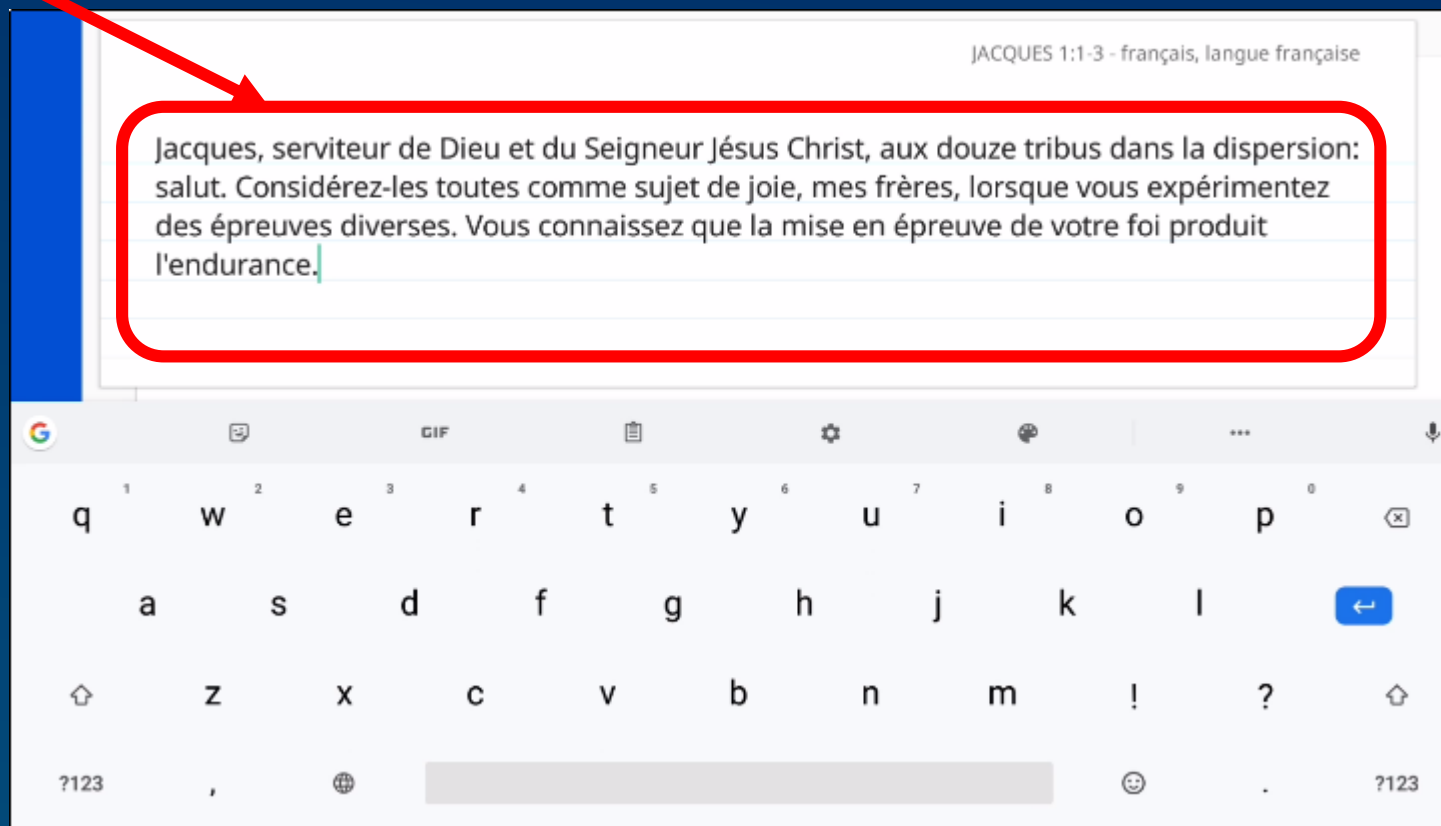 JACQUES 1:1-3 - français, langue française
Jacques, serviteur de Dieu et du Seigneur Jésus Christ, aux douze tribus dans la dispersion:
salut. Considérez-les toutes comme sujet de joie, mes frères, lorsque vous expérimentez
des épreuves diverses. Vous connaissez que la mise en épreuve de votre foi produit
l'endurance.
G GIF ...
1 2 3 4 5 6 7 8 9 0
q w e r t y u i o p
a s d f g h j k l
z x c v b n m ! ?
?123 , . ?123